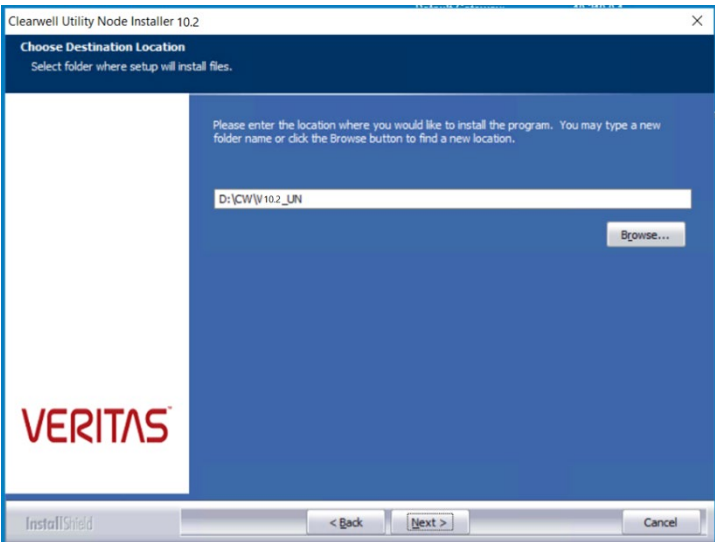 Clearwell Utility Node Installer 10.2
Choose Destination Location
Select folder where setup will install files.
Please enter the location where you would like to install the program. You may type a new
folder name or click the Browse button to find a new location.
D:\CW\V10.2_UN
Browse...
VERITAS
InstallShield
< Back
Next >
Cancel